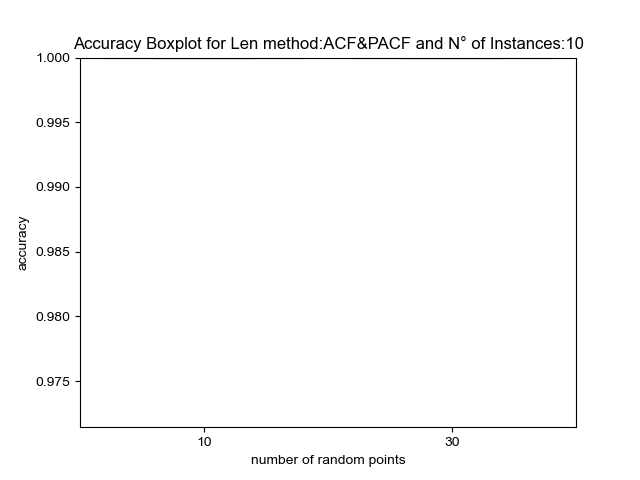 Accuracy Boxplot for Len method:ACF&PACF and N° of Instances:10
1.000
0.995
0.990
0.985
0.980
0.975
accuracy
10 30
number of random points